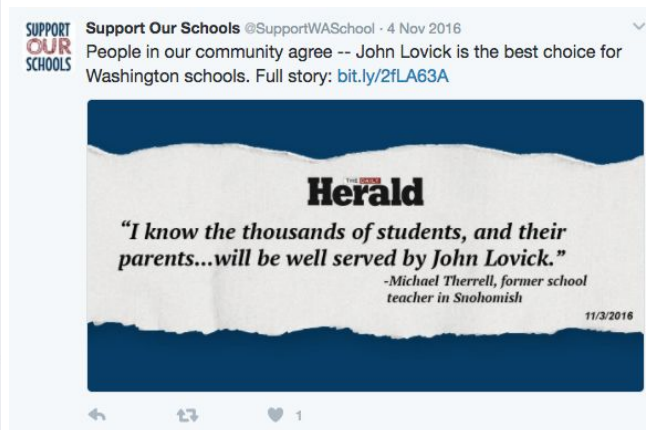 SUPPORT
OUR
SCHOOLS
Support Our Schools @SupportWASchool · 4 Nov 2016
People in our community agree -- John Lovick is the best choice for
Washington schools. Full story: bit.ly/2fLA63A
THE DAILY
Herald
“I know the thousands of students, and their
parents...will be well served by John Lovick.”
-Michael Therrell, former school
teacher in Snohomish
11/3/2016
1